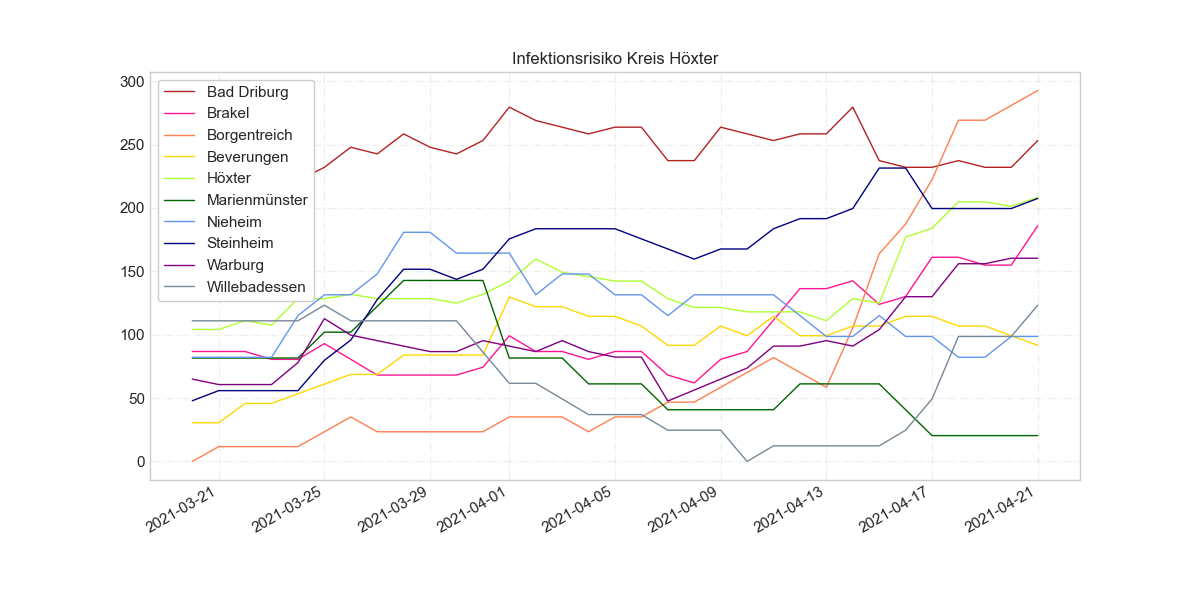 Infektionsrisiko Kreis Höxter
300
250
200
150
100
50
0
Bad Driburg
Brakel
Borgentreich
Beverungen
Höxter
Marienmünster
Nieheim
Steinheim
Warburg
Willebadessen
2021-03-21
2021-03-25
2021-03-29
2021-04-01
2021-04-05
2021-04-09
2021-04-13
2021-04-17
2021-04-21